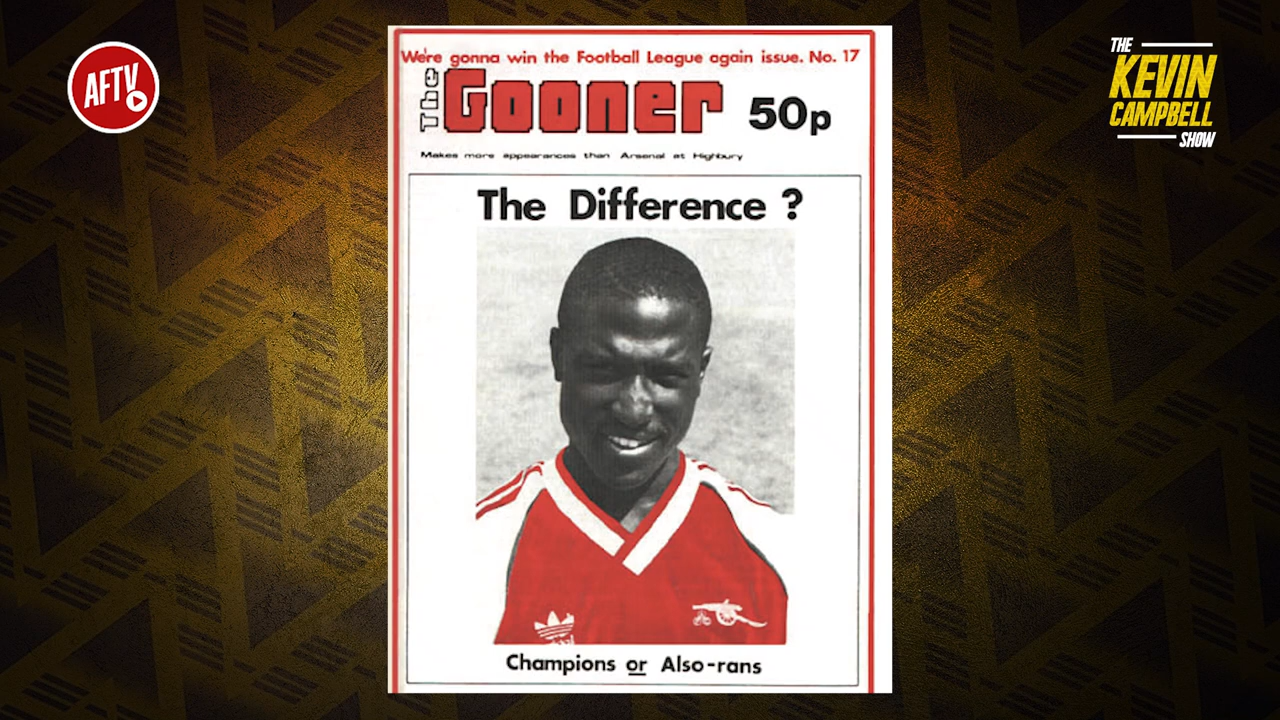 AFTV
THE
KEVIN
CAMPBELL
SHOW
We're gonna win the Football League again issue. No. 17
The Gooner 50p
Makes more appearances than Arsenal at Highbury
The Difference ?
Champions or Also-rans